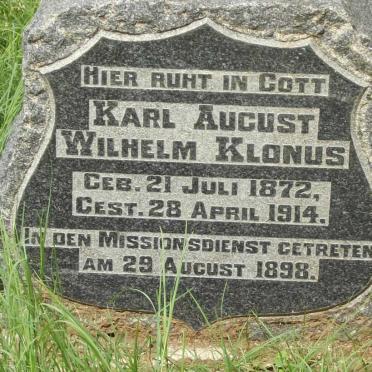 HIER RUHT IN GOTT
KARL AUGUST
WILHELM KLONUS
GEB. 21 JULI 1872,
GEST. 28 APRIL 1914.
IN DEN MISSIONSDIENST GETRETEN
AM 29 AUGUST 1898.